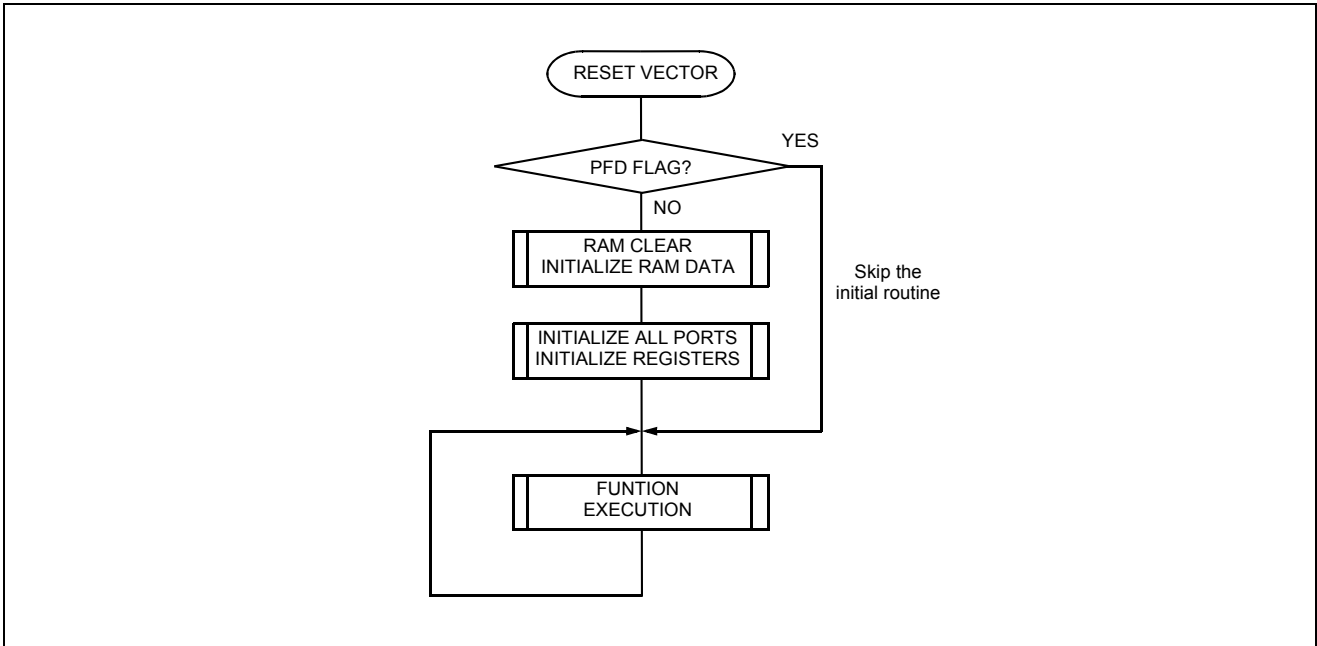 RESET VECTOR
YES
PFD FLAG?
NO
RAM CLEAR
INITIALIZE RAM DATA
Skip the
initial routine
INITIALIZE ALL PORTS
INITIALIZE REGISTERS
FUNTION
EXECUTION